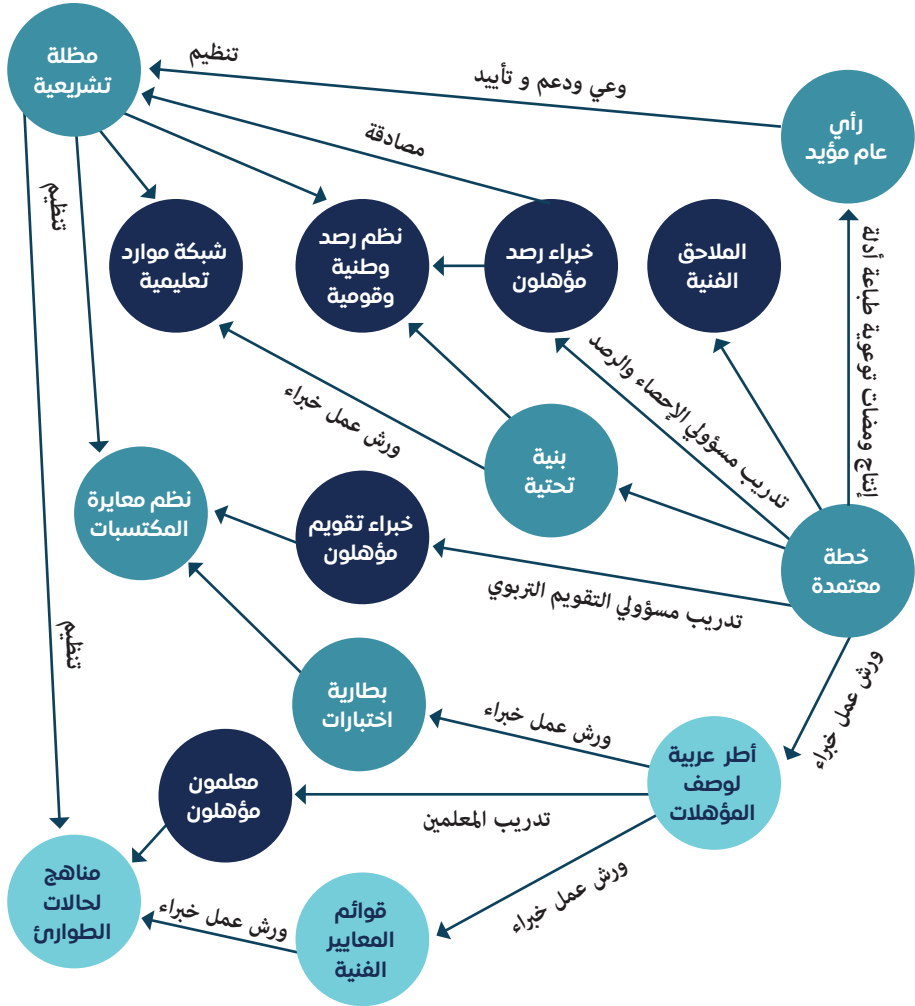 مظلة
تشريعية
تنظيم
وعي ودعم و تأييد
رأي
عام مؤيد
مصادقة
تنظيم
شبكة موارد
تعليمية
نظم رصد
وطنية
وقومية
خبراء رصد
مؤهلون
الملاحق
الفنية
إنتاج ومضات توعوية طباعة أدلة
تدريب مسؤولي الإحصاء والرصد
ورش عمل خبراء
بنية
تحتية
نظم معايرة
المكتسبات
خبراء تقويم
مؤهلون
خطة
معتمدة
تدريب مسؤولي التقويم التربوي
تنظيم
ورش عمل خبراء
بطارية
اختبارات
ورش عمل خبراء
أطر عربية
لوصف
المؤهلات
معلمون
مؤهلون
تدريب المعلمين
ورش عمل خبراء
مناهج
لحالات
الطوارئ
ورش عمل خبراء
قوائم
المعايير
الفنية